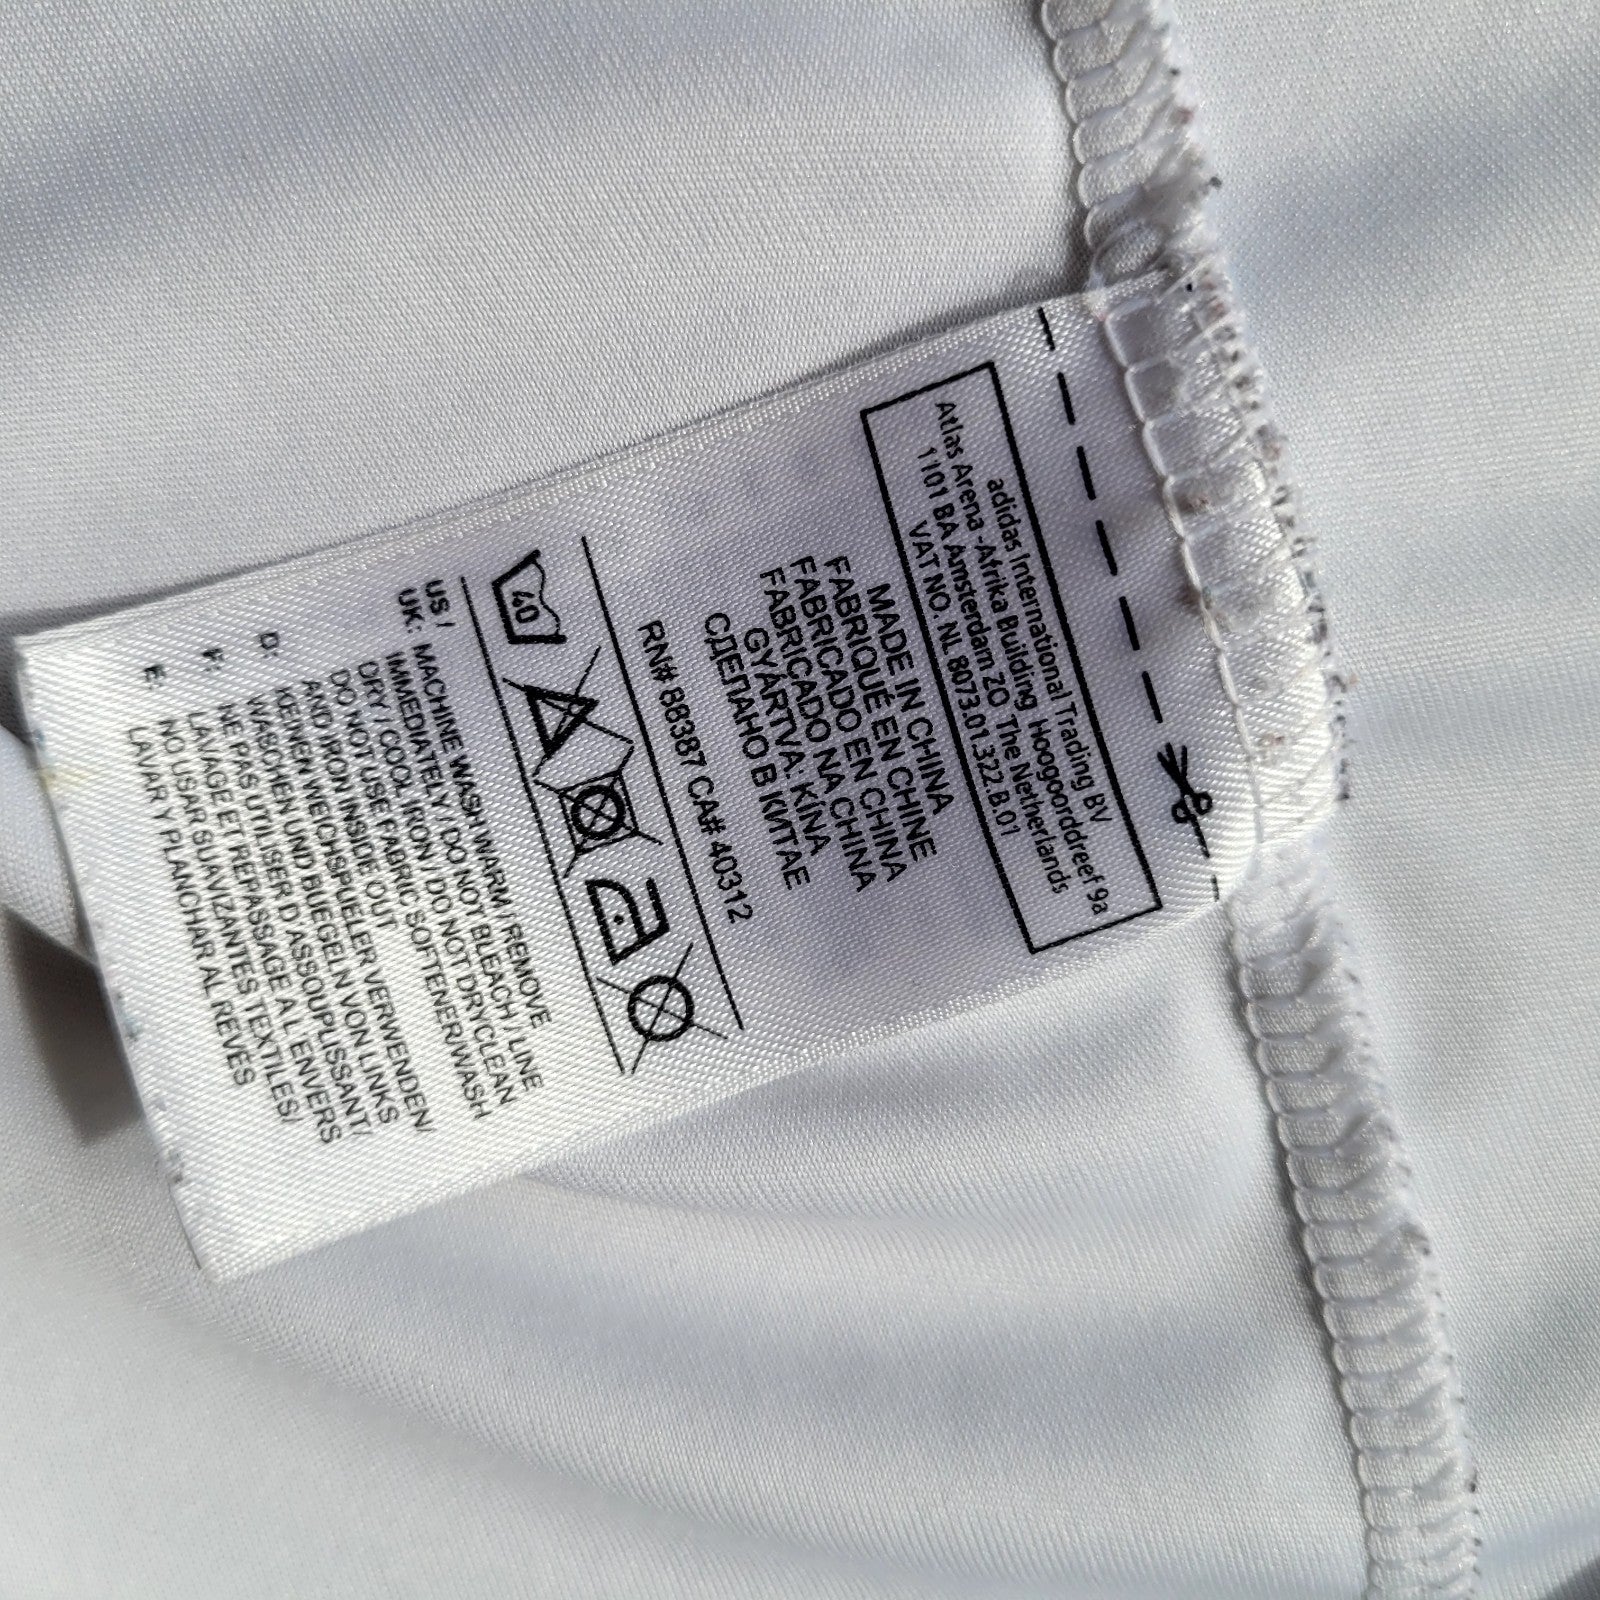 adidas International Trading BV
Atlas Arena -Afrika Building Hoogoorddreef 9a
1101 BA Amsterdam ZO The Netherlands
VAT NO. NL 8073.01.322.B.01
MADE IN CHINA
FABRIQUÉ EN CHINE
FABRICADO EN CHINA
FABRICADO NA CHINA
GYÁRTVA: KÍNA
СДЕЛАНО В КИТАЕ
RN# 88387 CA# 40312
40
US /
UK: MACHINE WASH WARM / REMOVE
IMMEDIATELY / DO NOT BLEACH / LINE
DRY / COOL IRON / DO NOT DRYCLEAN
DO NOT USE FABRIC SOFTENER/WASH
AND IRON INSIDE OUT
D: KEINEN WEICHSPUELER VERWENDEN/
WASCHEN UND BUEGELN VON LINKS
F: NE PAS UTILISER D ASSOUPLISSANT/
LAVAGE ET REPASSAGE A L ENVERS
E: NO USAR SUAVIZANTES TEXTILES/
LAVAR Y PLANCHAR AL REVÉS